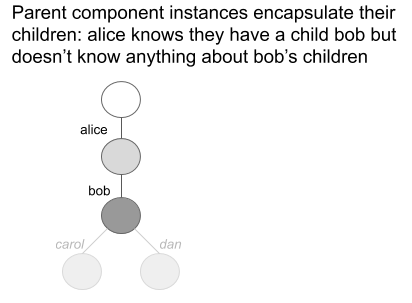 Parent component instances encapsulate their
children: alice knows they have a child bob but
doesn’t know anything about bob’s children
alice
bob
carol
dan